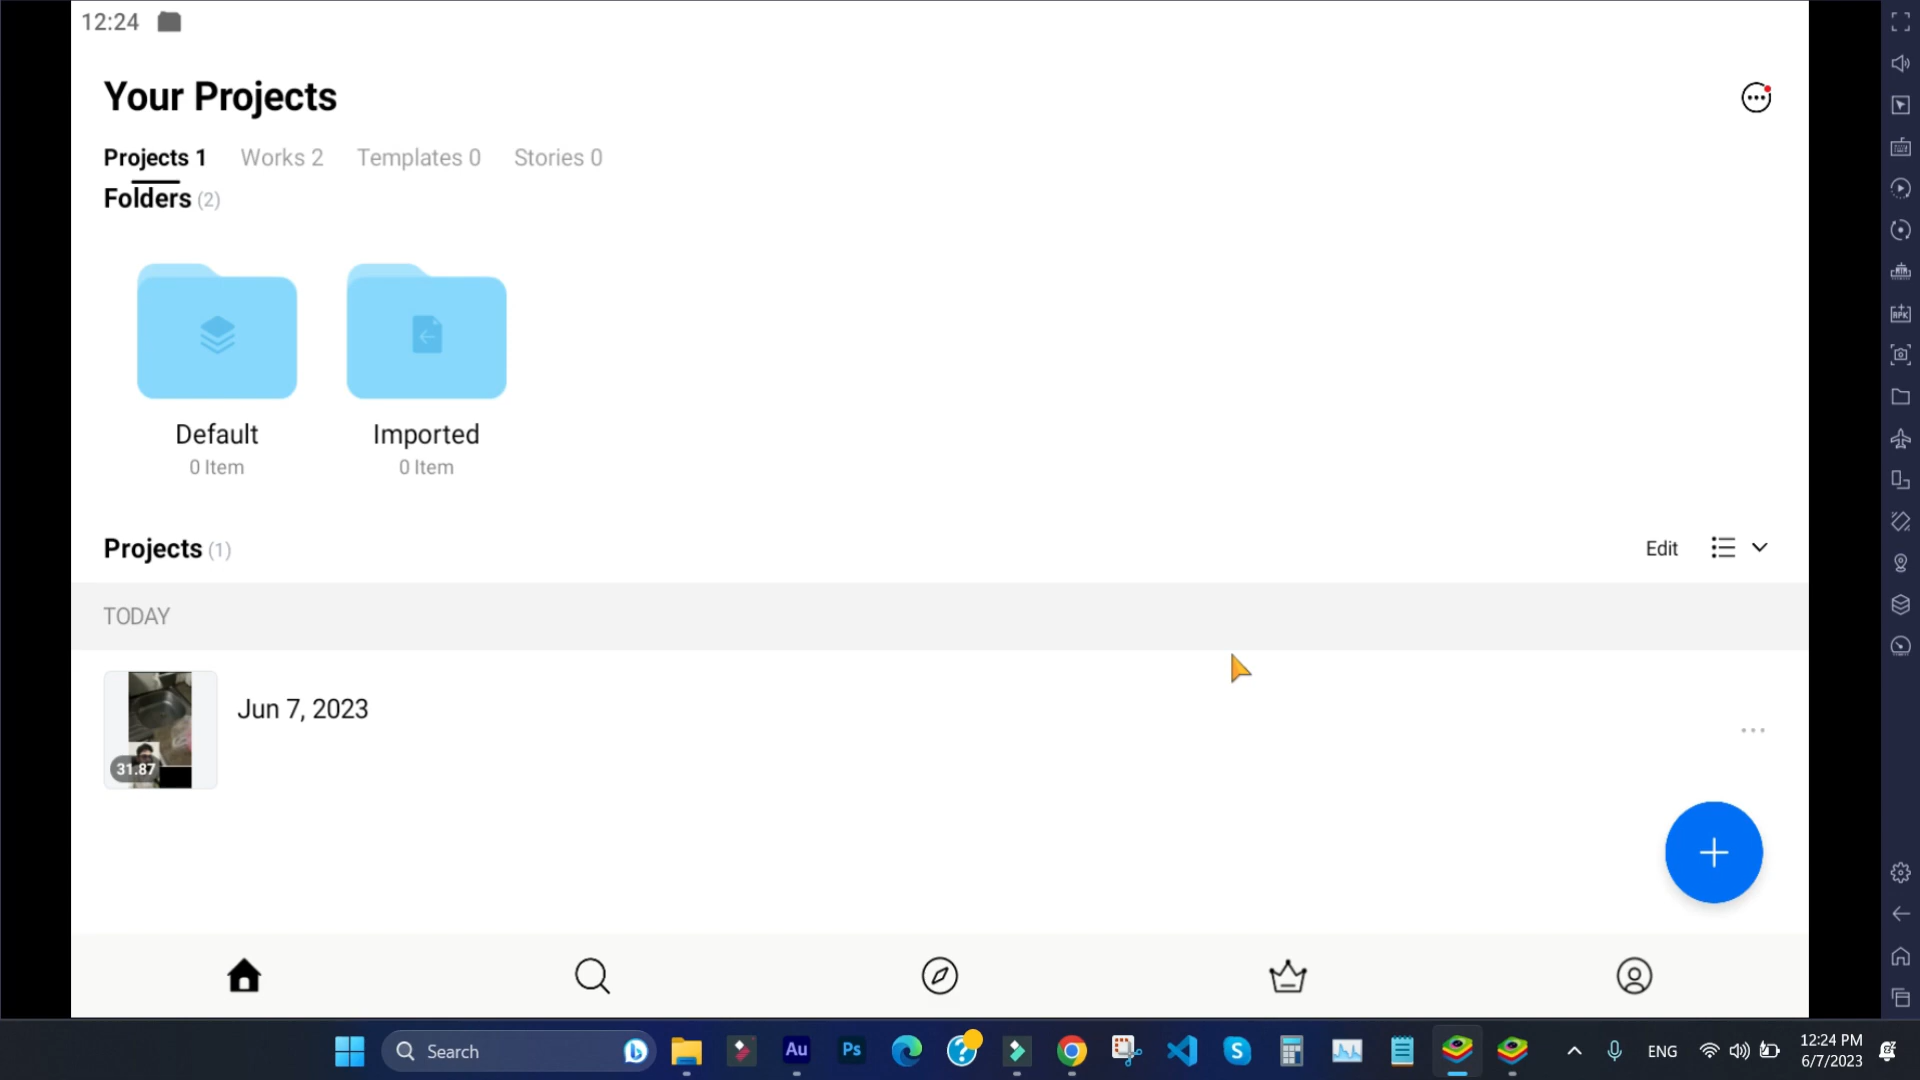 12:24
Your Projects
Projects 1 Works 2 Templates 0 Stories 0
Folders (2)
Default Imported
0 Item 0 Item
Projects (1) Edit
TODAY
Jun 7, 2023
31.87
Search Au Ps ENG 12:24 PM
6/7/2023